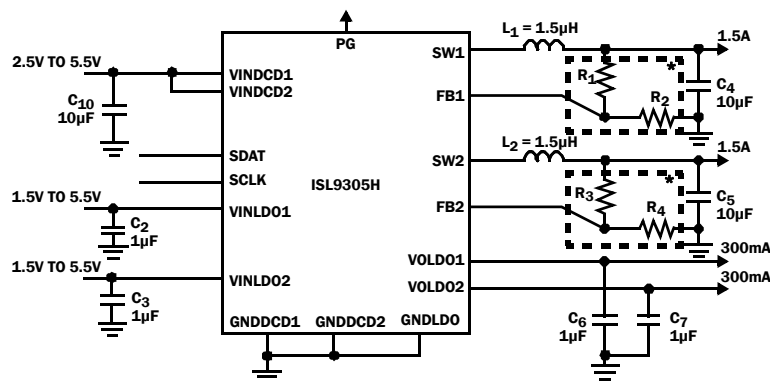 PG
2.5V TO 5.5V
C10
10µF
VINDCD1
VINDCD2
SDAT
SCLK
1.5V TO 5.5V
VINLDO1
C2
1µF
1.5V TO 5.5V
VINLDO2
C3
1µF
ISL9305H
GNDDCD1 GNDDCD2 GNDLDO
SW1
L1 = 1.5µH
1.5A
FB1
R1
*
R2
C4
10µF
SW2
L2 = 1.5µH
1.5A
FB2
R3
*
R4
C5
10µF
VOLDO1
300mA
VOLDO2
300mA
C6
1µF
C7
1µF